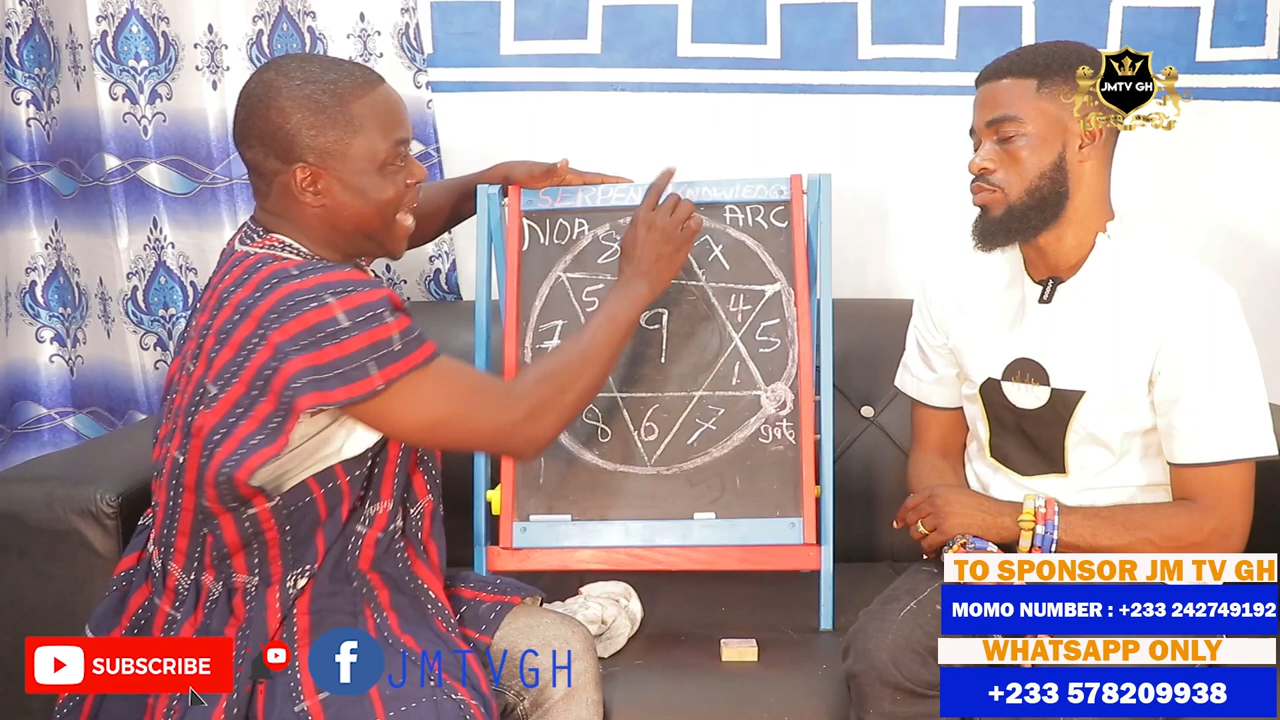 JMTV GH
SERPENT KNOWLEDGE
NOA ARC
8 7
5 4
7 9 5
1
8 6 7
gate
TO SPONSOR JM TV GH
MOMO NUMBER : +233 242749192
WHATSAPP ONLY
+233 578209938
SUBSCRIBE
f JMTVGH